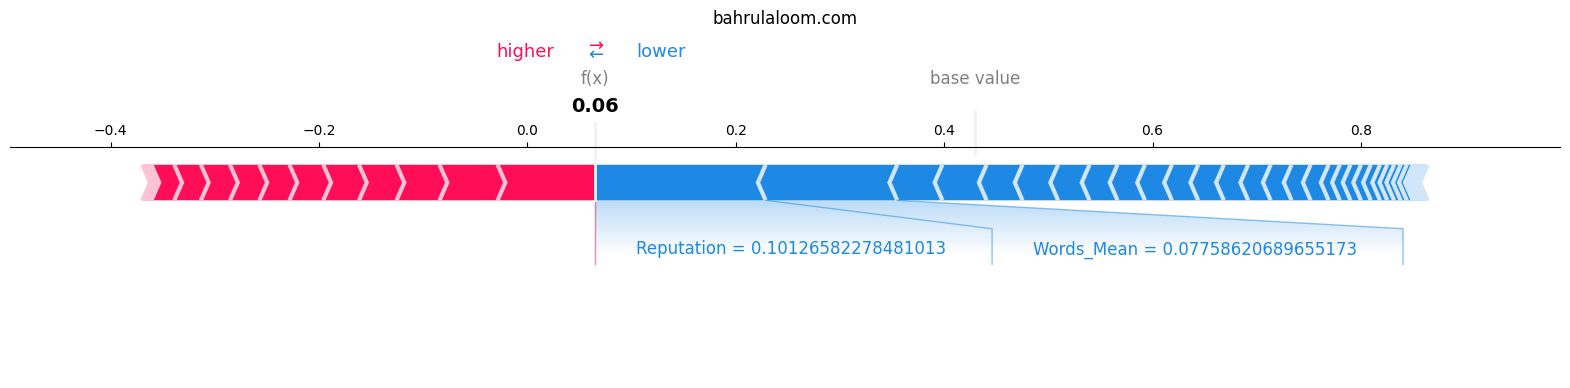 bahrulaloom.com
higher → ← lower
f(x) base value
0.06
−0.4 −0.2 0.0 0.2 0.4 0.6 0.8
Reputation = 0.10126582278481013 Words_Mean = 0.07758620689655173